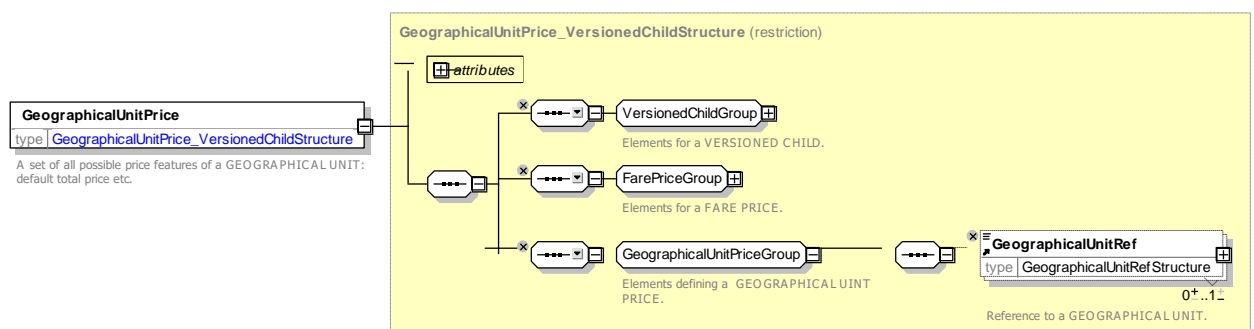 GeographicalUnitPrice_VersionedChildStructure (restriction)
attributes
GeographicalUnitPrice
type GeographicalUnitPrice_VersionedChildStructure
A set of all possible price features of a GEOGRAPHICAL UNIT:
default total price etc.
VersionedChildGroup
Elements for a VERSIONED CHILD.
FarePriceGroup
Elements for a FARE PRICE.
GeographicalUnitPriceGroup
Elements defining a GEOGRAPHICAL UINT
PRICE.
GeographicalUnitRef
type GeographicalUnitRefStructure
0..1
Reference to a GEOGRAPHICAL UNIT.